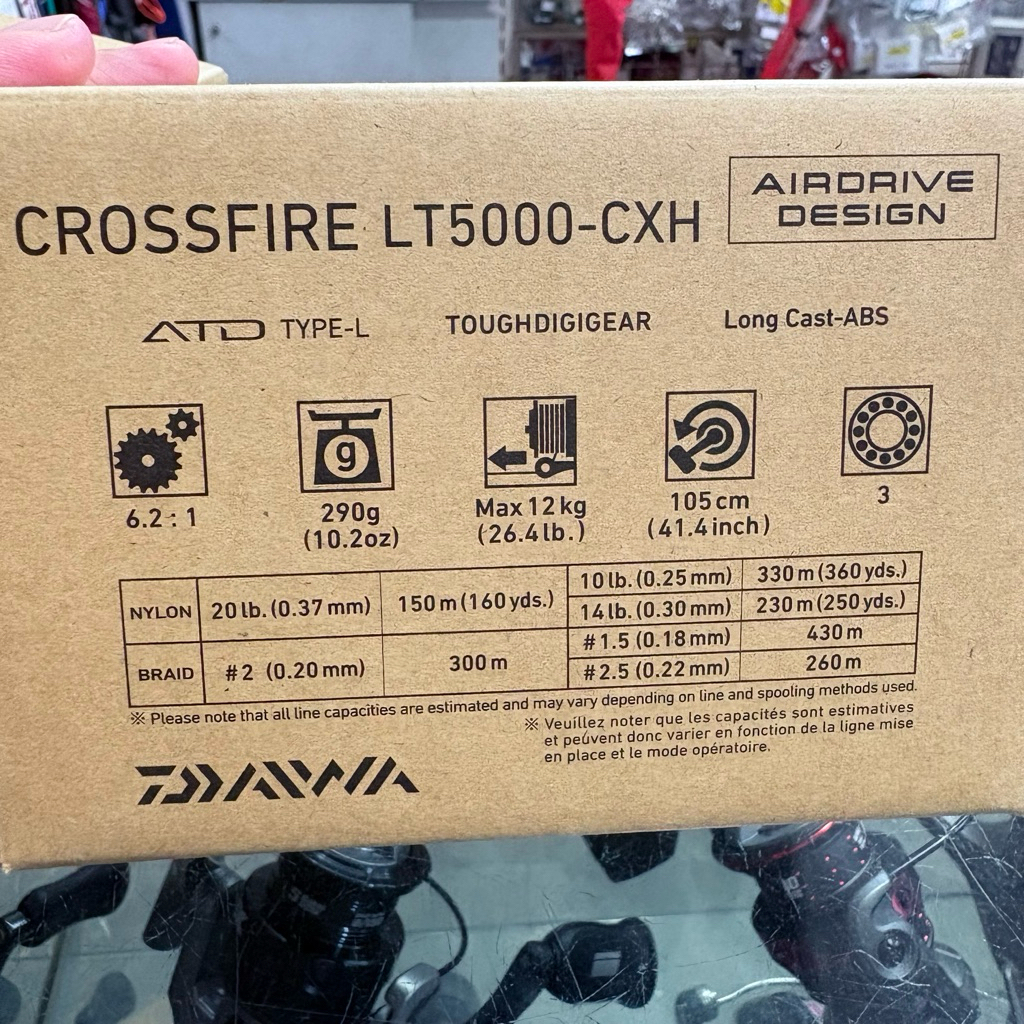 AIRDRIVE
DESIGN
CROSSFIRE LT5000-CXH
ATD TYPE-L TOUGHDIGIGEAR Long Cast-ABS
g
6.2 : 1 290g Max 12 kg 105 cm 3
(10.2oz) (26.4 lb.) (41.4 inch)
NYLON 20 lb. (0.37 mm) 150 m (160 yds.) 10 lb. (0.25 mm) 330 m (360 yds.)
14 lb. (0.30 mm) 230 m (250 yds.)
BRAID #2 (0.20 mm) 300 m #1.5 (0.18 mm) 430 m
#2.5 (0.22 mm) 260 m
※ Please note that all line capacities are estimated and may vary depending on line and spooling methods used.
※ Veuillez noter que les capacités sont estimatives
et peuvent donc varier en fonction de la ligne mise
en place et le mode opératoire.
DAIWA